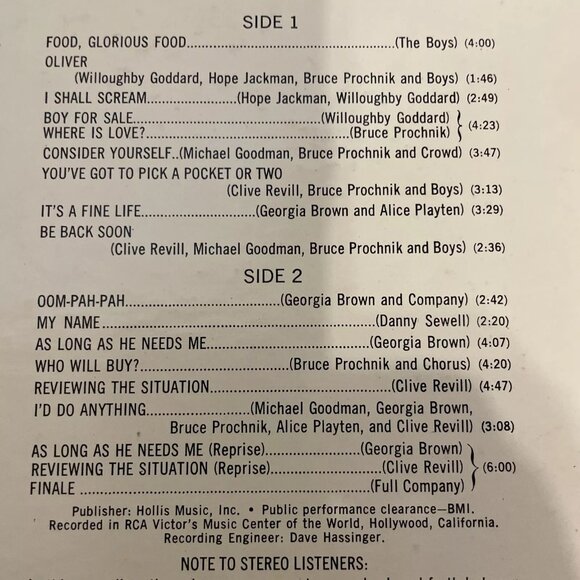 SIDE 1
FOOD, GLORIOUS FOOD..........(The Boys) (4:00)
OLIVER
(Willoughby Goddard, Hope Jackman, Bruce Prochnik and Boys) (1:46)
I SHALL SCREAM..........(Hope Jackman, Willoughby Goddard) (2:49)
BOY FOR SALE..........(Willoughby Goddard)
WHERE IS LOVE?..........(Bruce Prochnik) } (4:23)
CONSIDER YOURSELF..(Michael Goodman, Bruce Prochnik and Crowd) (3:47)
YOU'VE GOT TO PICK A POCKET OR TWO
(Clive Revill, Bruce Prochnik and Boys) (3:13)
IT'S A FINE LIFE..........(Georgia Brown and Alice Playten) (3:29)
BE BACK SOON
(Clive Revill, Michael Goodman, Bruce Prochnik and Boys) (2:36)
SIDE 2
OOM-PAH-PAH..........(Georgia Brown and Company) (2:42)
MY NAME..........(Danny Sewell) (2:20)
AS LONG AS HE NEEDS ME..........(Georgia Brown) (4:07)
WHO WILL BUY?..........(Bruce Prochnik and Chorus) (4:20)
REVIEWING THE SITUATION..........(Clive Revill) (4:47)
I'D DO ANYTHING..........(Michael Goodman, Georgia Brown,
Bruce Prochnik, Alice Playten, and Clive Revill) (3:08)
AS LONG AS HE NEEDS ME (Reprise)..........(Georgia Brown)
REVIEWING THE SITUATION (Reprise)..........(Clive Revill) } (6:00)
FINALE ..........(Full Company)
Publisher: Hollis Music, Inc. • Public performance clearance—BMI.
Recorded in RCA Victor's Music Center of the World, Hollywood, California.
Recording Engineer: Dave Hassinger.
NOTE TO STEREO LISTENERS: